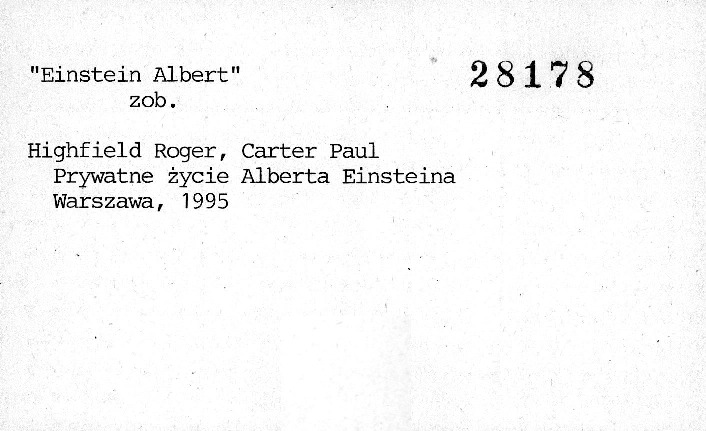 "Einstein Albert" 28178
zob.
Highfield Roger, Carter Paul
Prywatne życie Alberta Einsteina
Warszawa, 1995